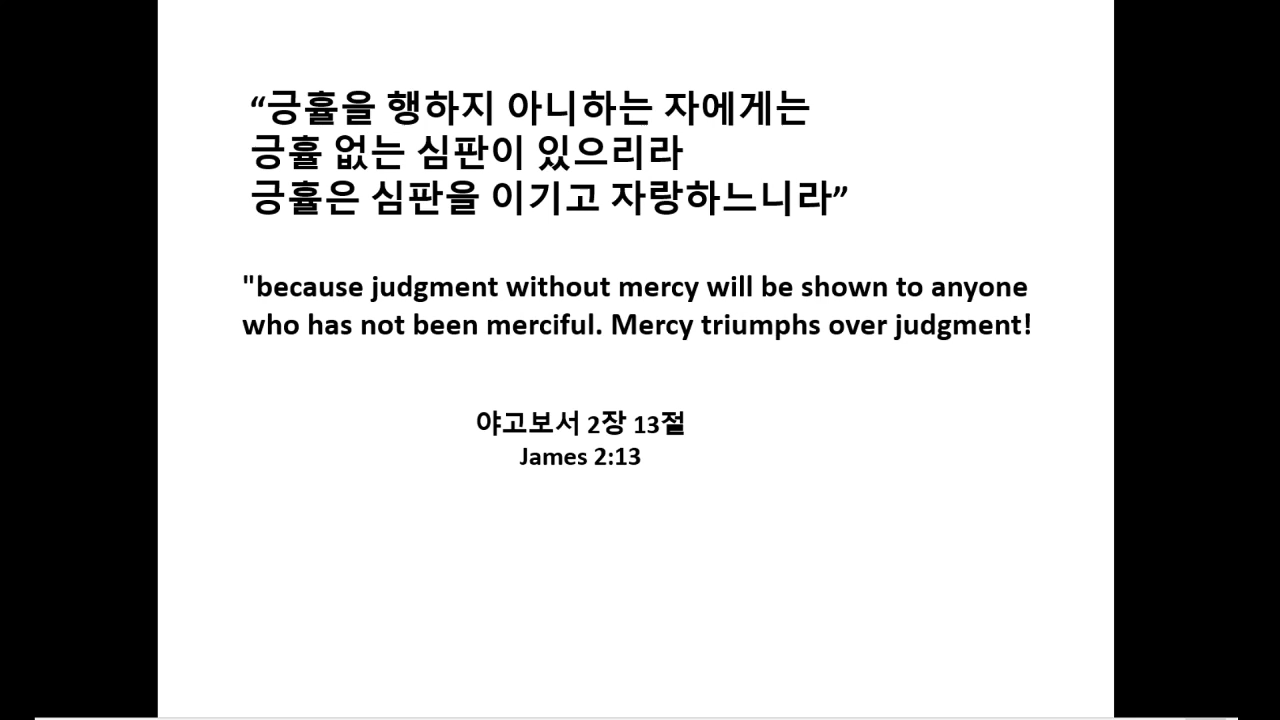 “긍휼을 행하지 아니하는 자에게는
긍휼 없는 심판이 있으리라
긍휼은 심판을 이기고 자랑하느니라”
"because judgment without mercy will be shown to anyone
who has not been merciful. Mercy triumphs over judgment!
야고보서 2장 13절
James 2:13